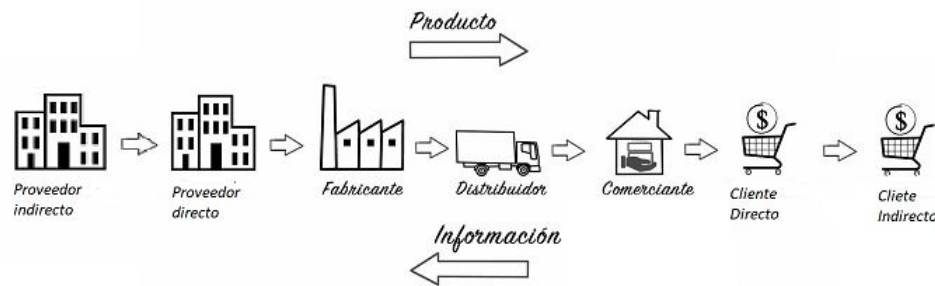 Producto
$
$
Proveedor
indirecto
Proveedor
directo
Fabricante
Distribuidor
Comerciante
Cliente
Directo
Cliete
Indirecto
Información